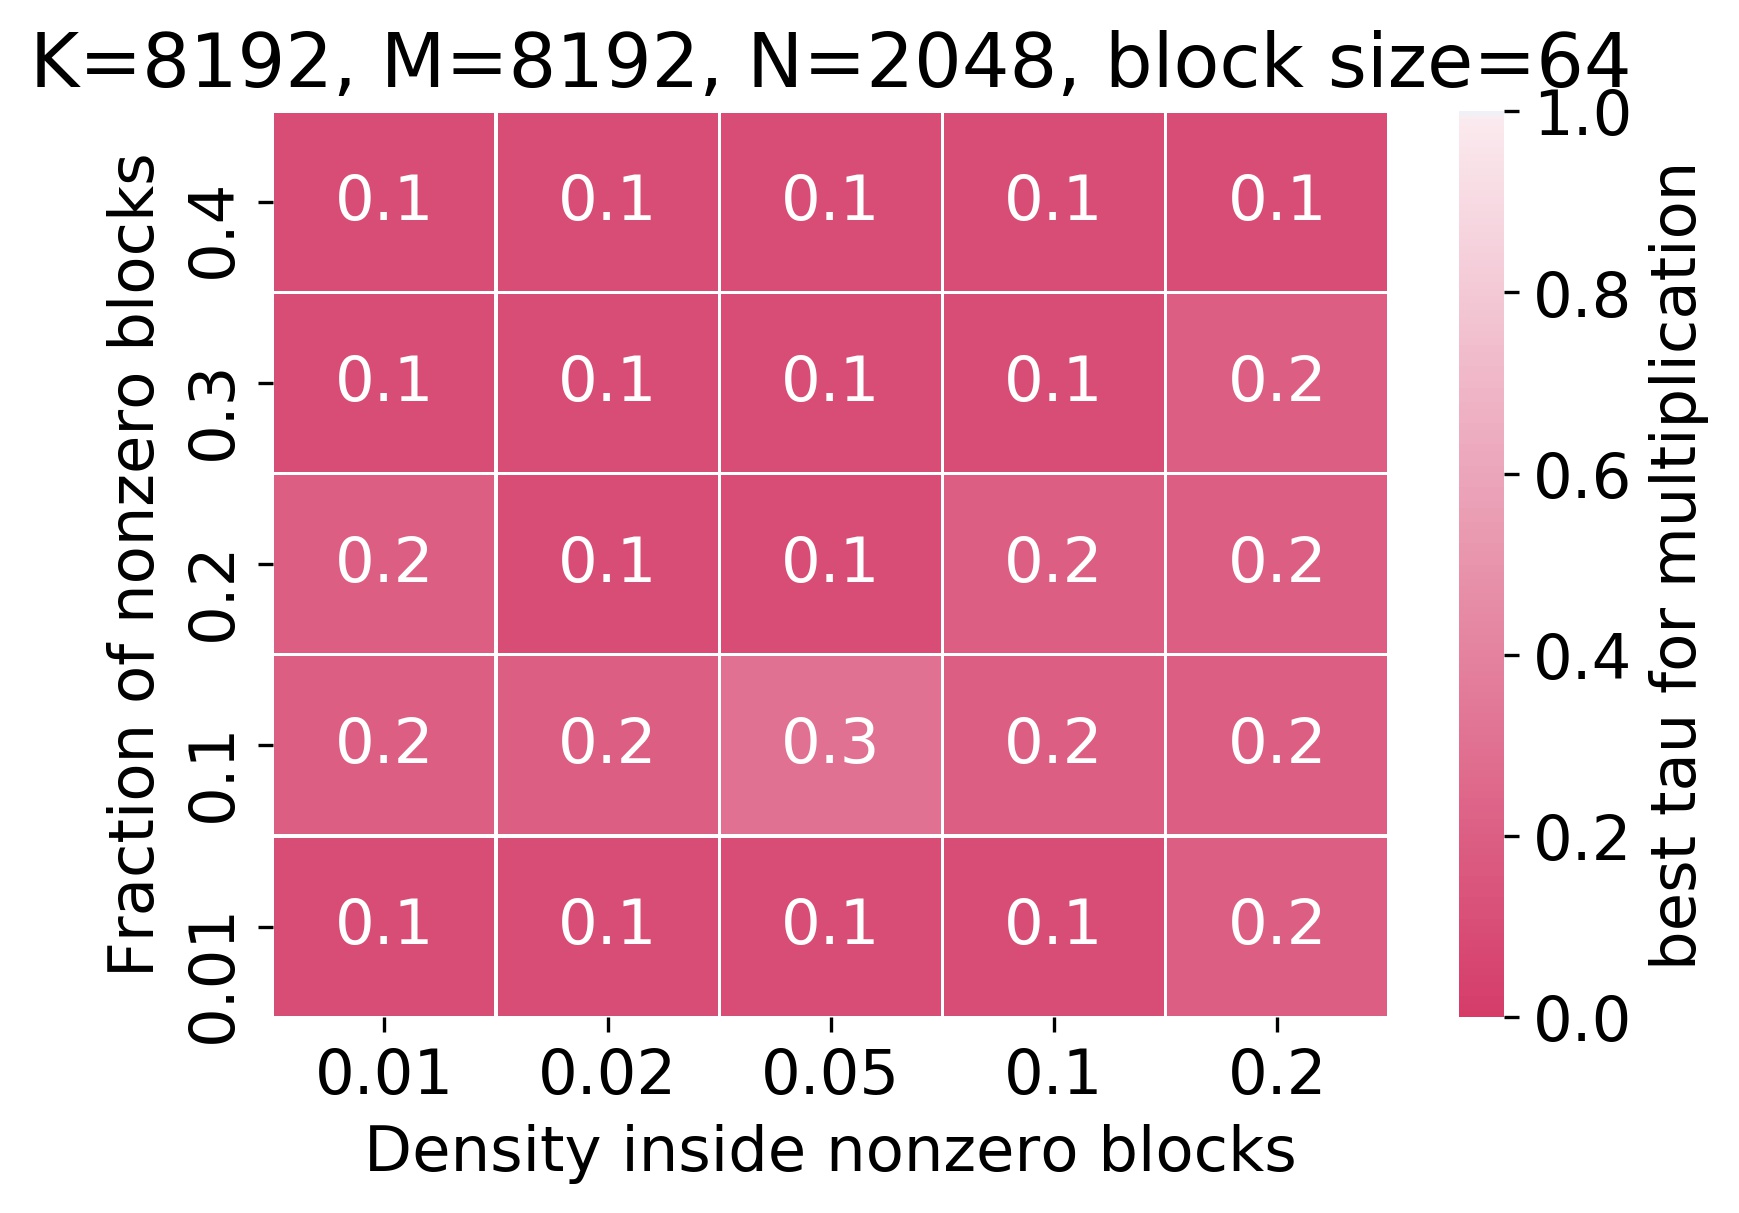 K=8192, M=8192, N=2048, block size=64
Fraction of nonzero blocks
0.4
0.1 0.1 0.1 0.1 0.1
0.3
0.1 0.1 0.1 0.1 0.2
0.2
0.2 0.1 0.1 0.2 0.2
0.1
0.2 0.2 0.3 0.2 0.2
0.01
0.1 0.1 0.1 0.1 0.2
0.01 0.02 0.05 0.1 0.2
Density inside nonzero blocks
1.0
0.8
0.6
0.4
0.2
0.0
best tau for multiplication